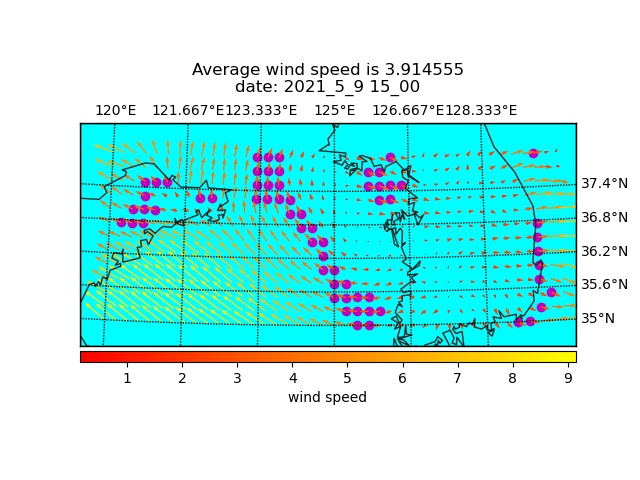 Average wind speed is 3.914555
date: 2021_5_9 15_00
120°E 121.667°E 123.333°E 125°E 126.667°E 128.333°E
37.4°N
36.8°N
36.2°N
35.6°N
35°N
1 2 3 4 5 6 7 8 9
wind speed